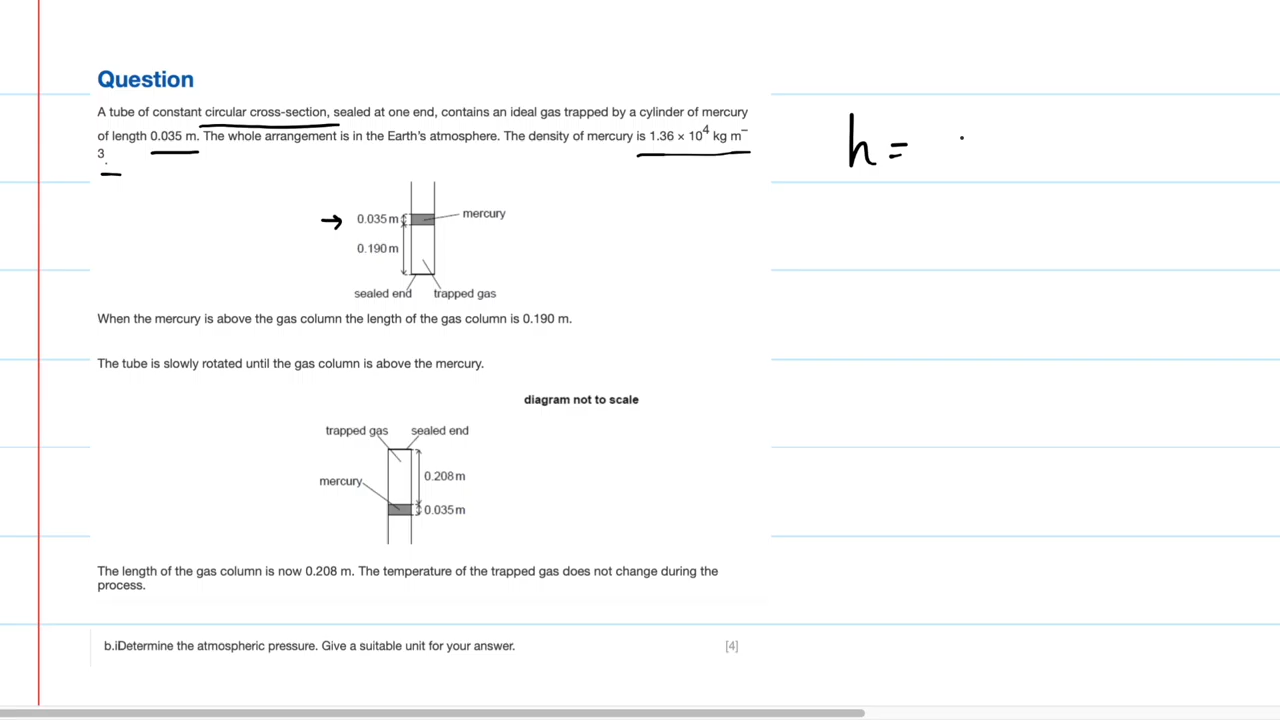 Question
A tube of constant circular cross-section, sealed at one end, contains an ideal gas trapped by a cylinder of mercury
of length 0.035 m. The whole arrangement is in the Earth's atmosphere. The density of mercury is 1.36 × 10⁴ kg m⁻
3
.
h =
0.035 m
mercury
0.190 m
sealed end
trapped gas
When the mercury is above the gas column the length of the gas column is 0.190 m.
The tube is slowly rotated until the gas column is above the mercury.
diagram not to scale
trapped gas
sealed end
0.208 m
mercury
0.035 m
The length of the gas column is now 0.208 m. The temperature of the trapped gas does not change during the
process.
b.iDetermine the atmospheric pressure. Give a suitable unit for your answer. [4]